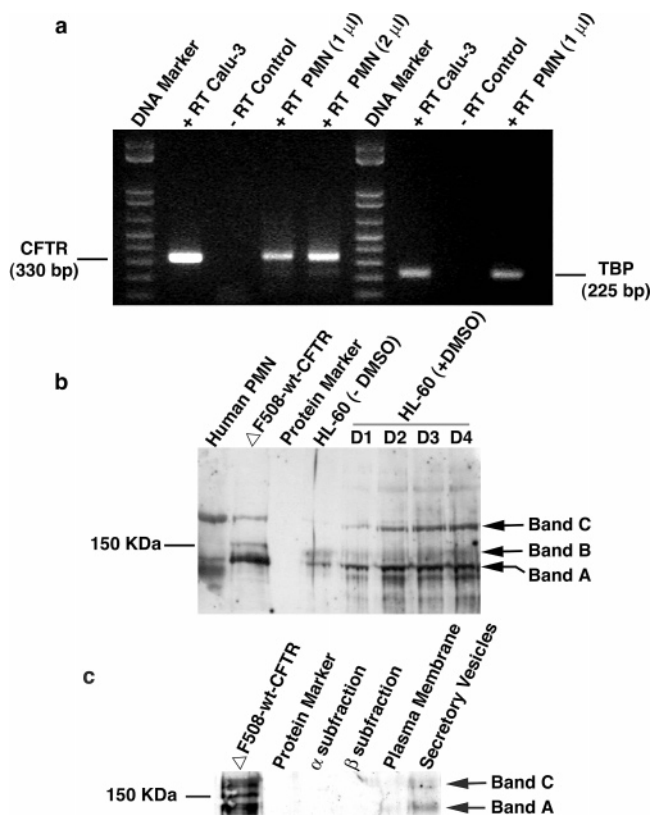 a
DNA Marker
+ RT Calu-3
- RT Control
+ RT PMN (1 μl)
+ RT PMN (2 μl)
DNA Marker
+ RT Calu-3
- RT Control
+ RT PMN (1 μl)
CFTR
(330 bp)
TBP
(225 bp)
b
Human PMN
△F508-wt-CFTR
Protein Marker
HL-60 (- DMSO)
HL-60 (+DMSO)
D1 D2 D3 D4
150 KDa
Band C
Band B
Band A
c
△F508-wt-CFTR
Protein Marker
α subfraction
β subfraction
Plasma Membrane
Secretory Vesicles
150 KDa
Band C
Band A